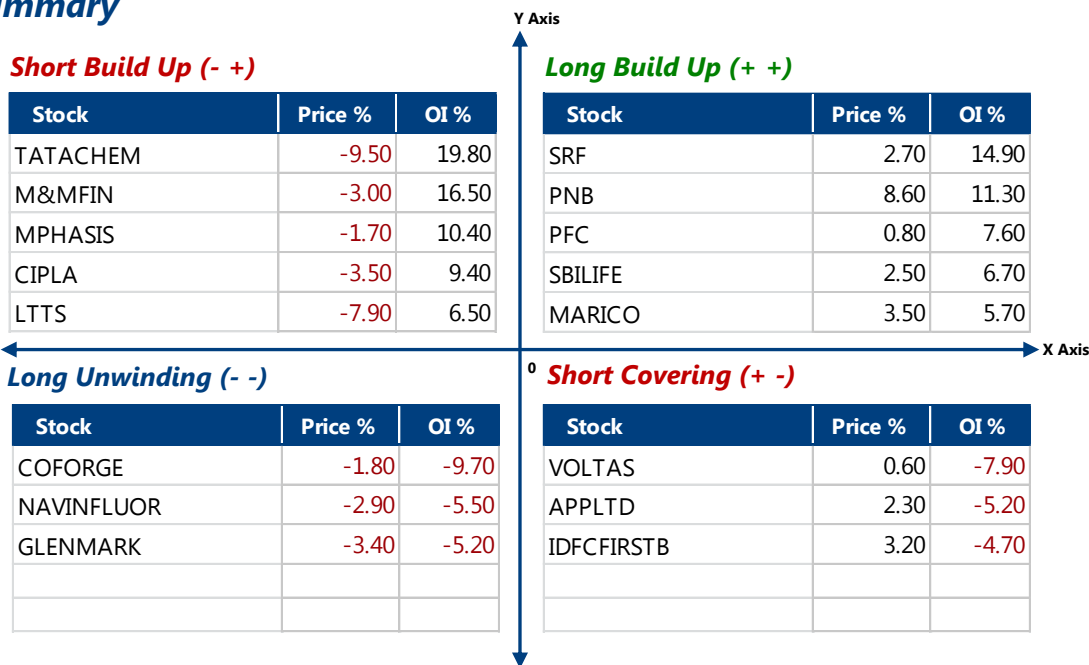 Y Axis
Short Build Up (- +)
Stock Price % OI %
TATACHEM -9.50 19.80
M&MFIN -3.00 16.50
MPHASIS -1.70 10.40
CIPLA -3.50 9.40
LTTS -7.90 6.50
Long Build Up (+ +)
Stock Price % OI %
SRF 2.70 14.90
PNB 8.60 11.30
PFC 0.80 7.60
SBILIFE 2.50 6.70
MARICO 3.50 5.70
X Axis
0
Long Unwinding (- -)
Stock Price % OI %
COFORGE -1.80 -9.70
NAVINFLUOR -2.90 -5.50
GLENMARK -3.40 -5.20
Short Covering (+ -)
Stock Price % OI %
VOLTAS 0.60 -7.90
APPLTD 2.30 -5.20
IDFCFIRSTB 3.20 -4.70